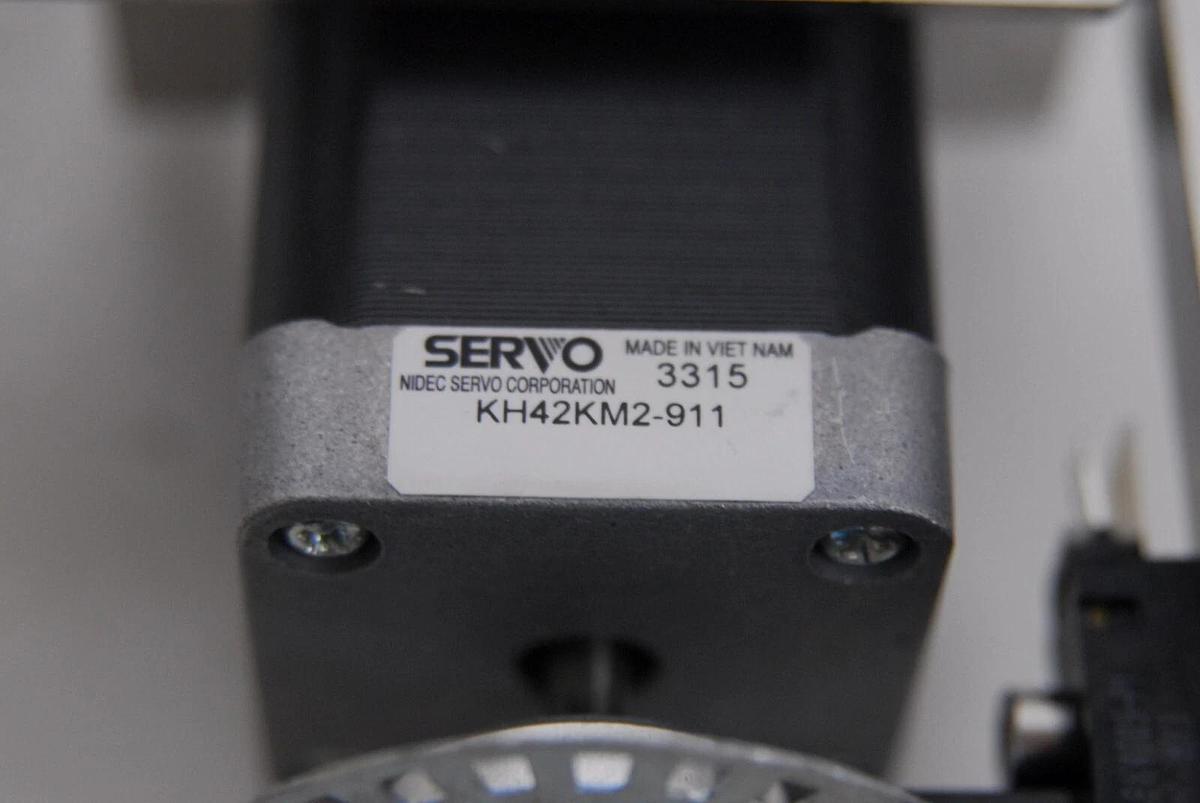 SERVO
NIDEC SERVO CORPORATION
MADE IN VIET NAM
3315
KH42KM2-911